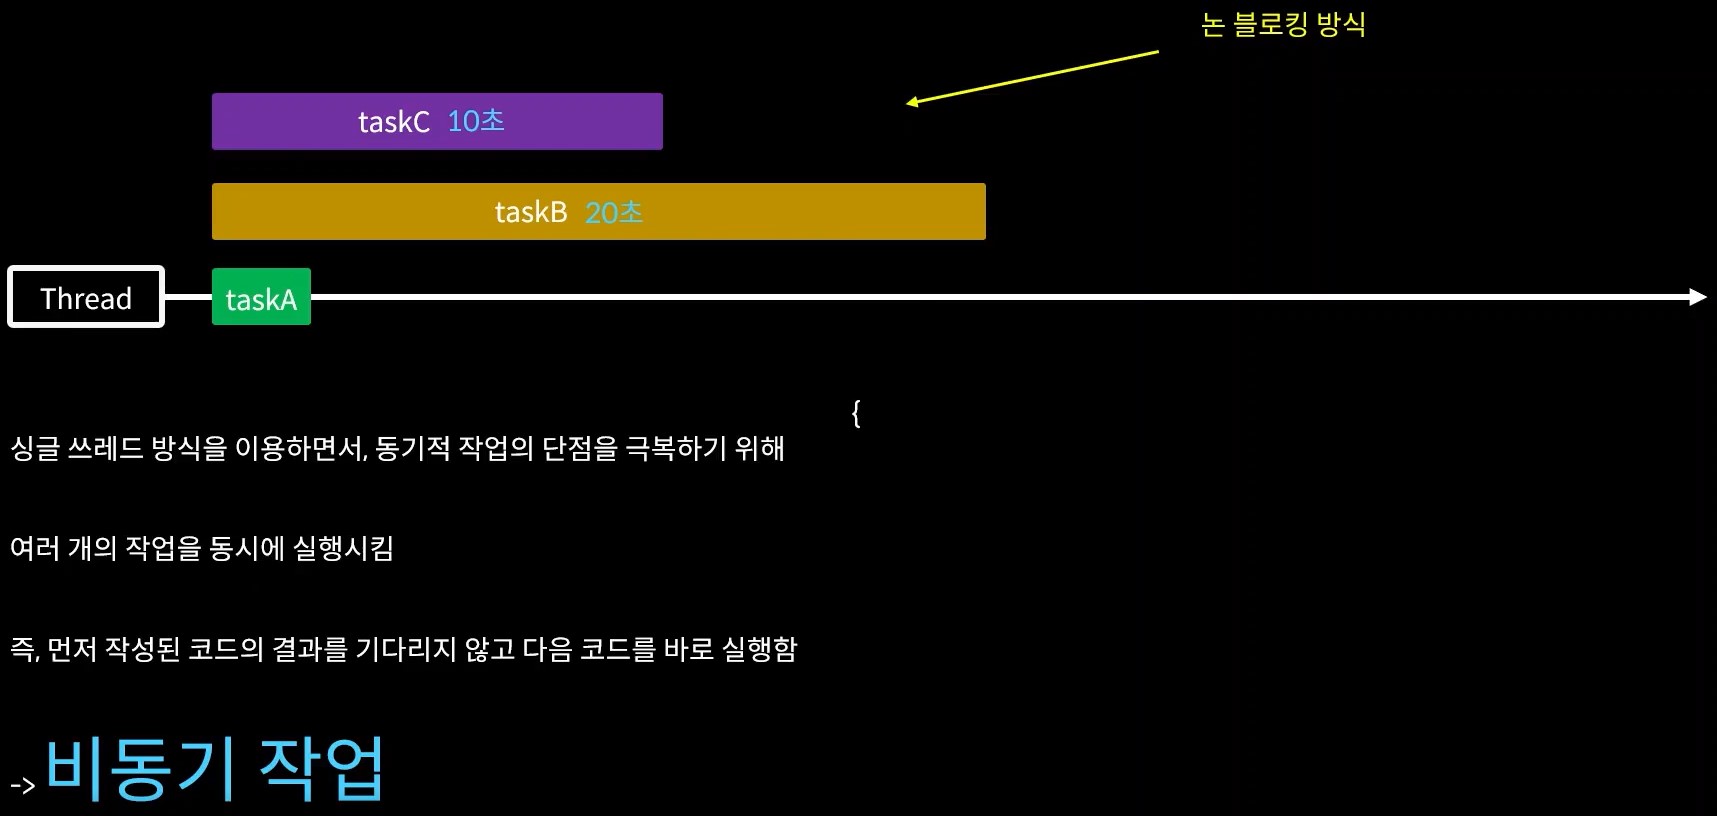 논 블로킹 방식
taskC 10초
taskB 20초
Thread
taskA
{
싱글 쓰레드 방식을 이용하면서, 동기적 작업의 단점을 극복하기 위해
여러 개의 작업을 동시에 실행시킴
즉, 먼저 작성된 코드의 결과를 기다리지 않고 다음 코드를 바로 실행함
-> 비동기 작업